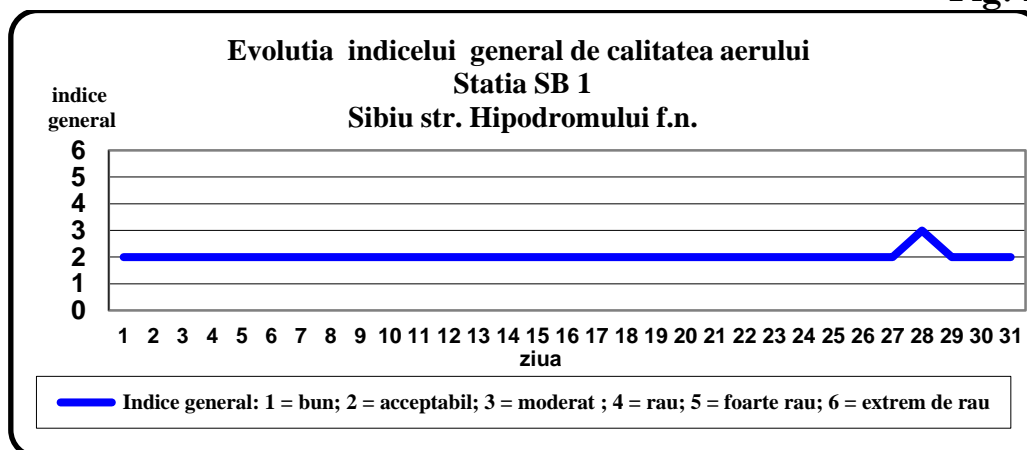 Evolutia indicelui general de calitatea aerului
Statia SB 1
Sibiu str. Hipodromului f.n.
indice
general
6
5
4
3
2
1
0
1 2 3 4 5 6 7 8 9 10 11 12 13 14 15 16 17 18 19 20 21 22 23 24 25 26 27 28 29 30 31
ziua
Indice general: 1 = bun; 2 = acceptabil; 3 = moderat ; 4 = rau; 5 = foarte rau; 6 = extrem de rau